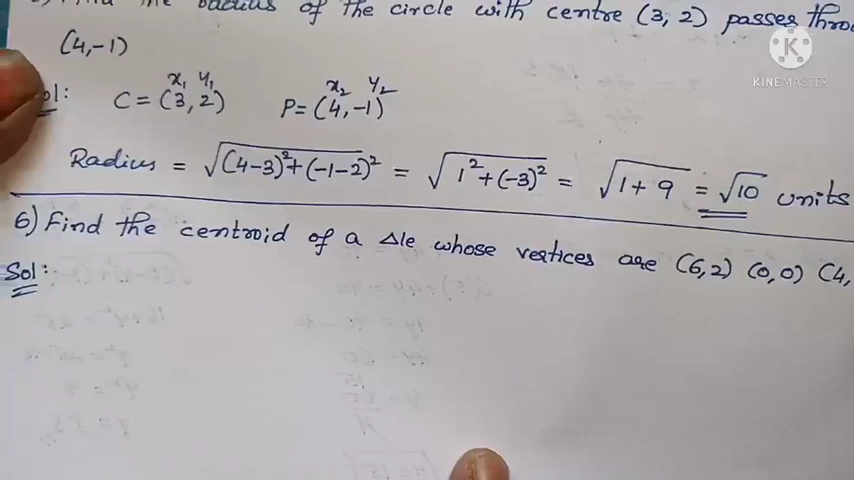 the radius of the circle with centre (3, 2) passes
(4,-1)
K
KINEMASTER
x₁ y₁ x₂ y₂
Sol: C = (3, 2) P = (4, -1)
Radius = √(4-3)²+(-1-2)² = √1²+(-3)² = √1+9 = √10 units
6) Find the centroid of a Δle whose vertices are (6,2) (0,0) (4,
Sol: